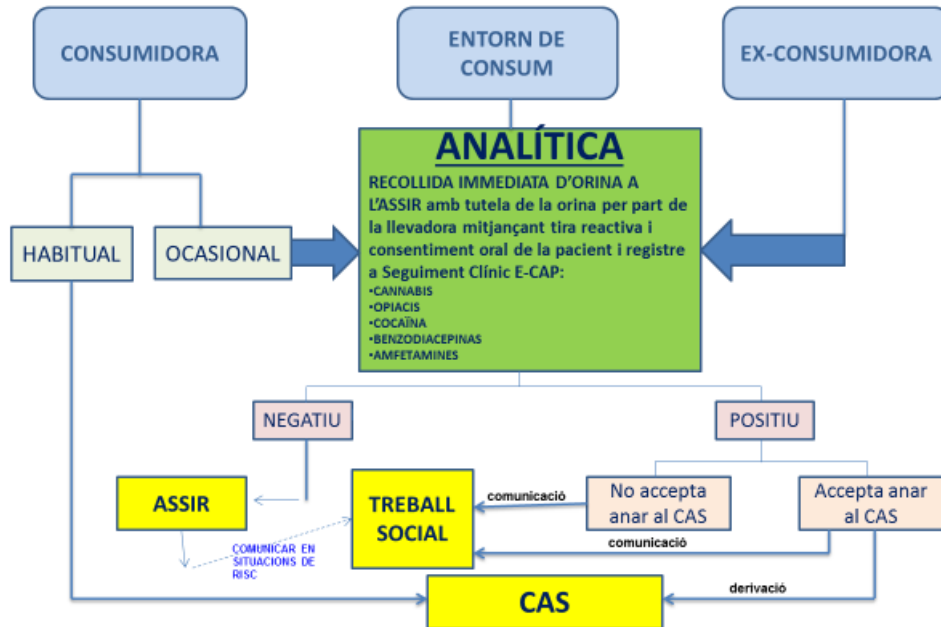 CONSUMIDORA
ENTORN DE
CONSUM
EX-CONSUMIDORA
ANALÍTICA
RECOLLIDA IMMEDIATA D'ORINA A
L'ASSIR amb tutela de la orina per part de
la llevadora mitjançant tira reactiva i
consentiment oral de la pacient i registre
a Seguiment Clínic E-CAP:
•CANNABIS
•OPIACIS
•COCAÏNA
•BENZODIACEPINAS
•AMFETAMINES
HABITUAL
OCASIONAL
NEGATIU
POSITIU
ASSIR
TREBALL
SOCIAL
comunicació
No accepta
anar al CAS
Accepta anar
al CAS
comunicació
COMUNICAR EN
SITUACIONS DE
RISC
CAS
derivació